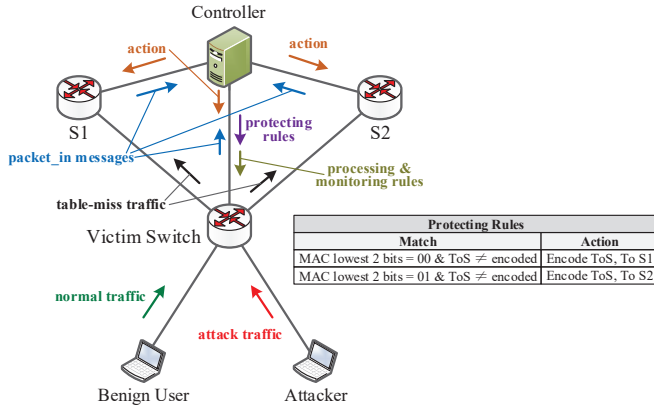 Controller
action
action
S1
S2
protecting
rules
packet_in messages
processing &
monitoring rules
table-miss traffic
Victim Switch
Protecting Rules
Match Action
MAC lowest 2 bits = 00 & ToS ≠ encoded Encode ToS, To S1
MAC lowest 2 bits = 01 & ToS ≠ encoded Encode ToS, To S2
normal traffic
attack traffic
Benign User
Attacker